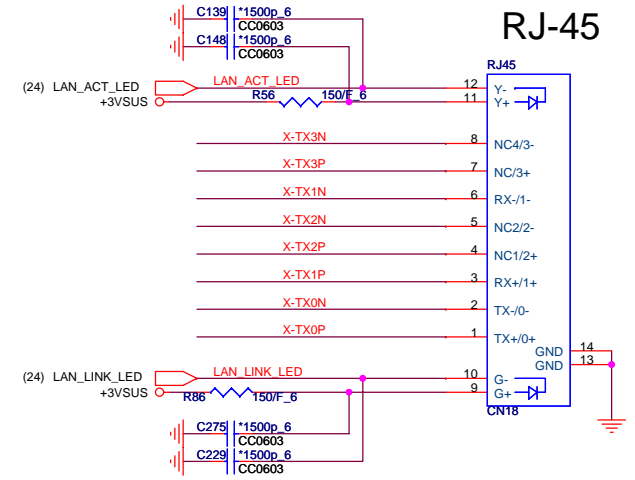 RJ-45
C139 *1500p_6
CC0603
C148 *1500p_6
CC0603
RJ45
(24) LAN_ACT_LED LAN_ACT_LED 12 Y-
+3VSUS R56 150/F_6 11 Y+
X-TX3N 8 NC4/3-
X-TX3P 7 NC/3+
X-TX1N 6 RX-/1-
X-TX2N 5 NC2/2-
X-TX2P 4 NC1/2+
X-TX1P 3 RX+/1+
X-TX0N 2 TX-/0-
X-TX0P 1 TX+/0+
GND 14
GND 13
(24) LAN_LINK_LED LAN_LINK_LED 10 G-
+3VSUS R86 150/F_6 9 G+
CN18
C275 *1500p_6
CC0603
C229 *1500p_6
CC0603